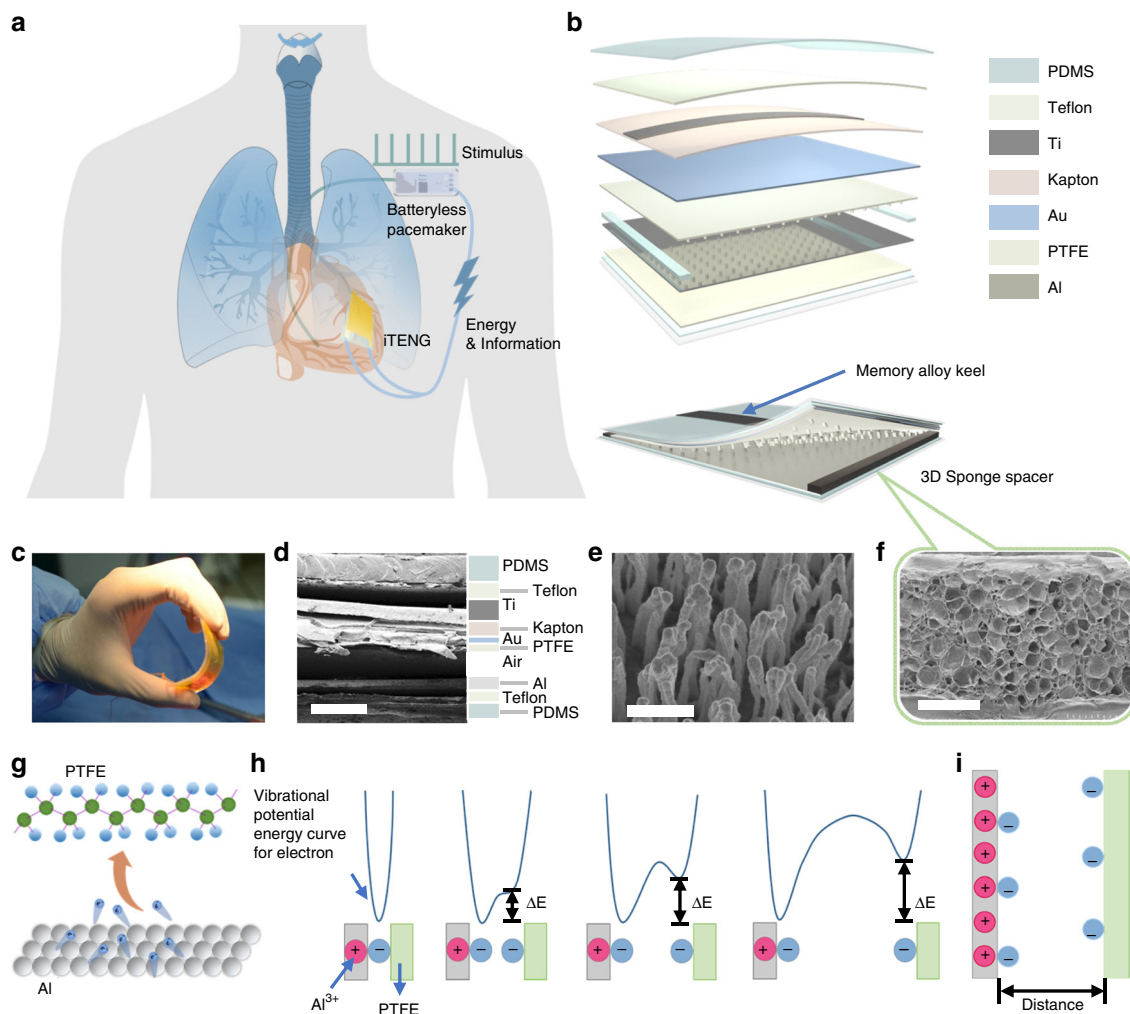 a
Stimulus
Batteryless
pacemaker
iTENG
Energy
& Information
b
PDMS
Teflon
Ti
Kapton
Au
PTFE
Al
Memory alloy keel
3D Sponge spacer
c
d
PDMS
Teflon
Ti
Kapton
Au
PTFE
Air
Al
Teflon
PDMS
e
f
g
PTFE
Al
h
Vibrational
potential
energy curve
for electron
ΔE
ΔE
ΔE
+
−
+
−
−
+
−
−
+
−
−
Al³⁺
PTFE
i
+
−
+
−
+
−
+
−
+
−
+
−
Distance